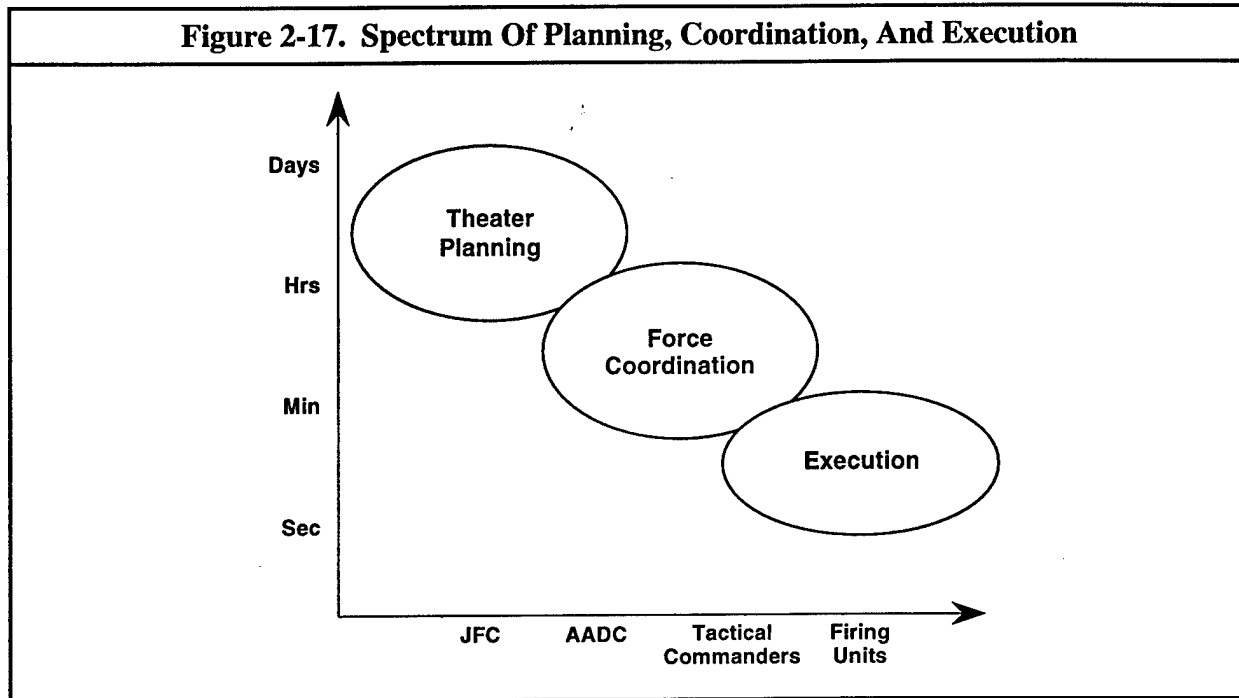 Figure 2-17. Spectrum Of Planning, Coordination, And Execution
Days
Theater
Planning
Hrs
Force
Coordination
Min
Execution
Sec
JFC
AADC
Tactical
Commanders
Firing
Units